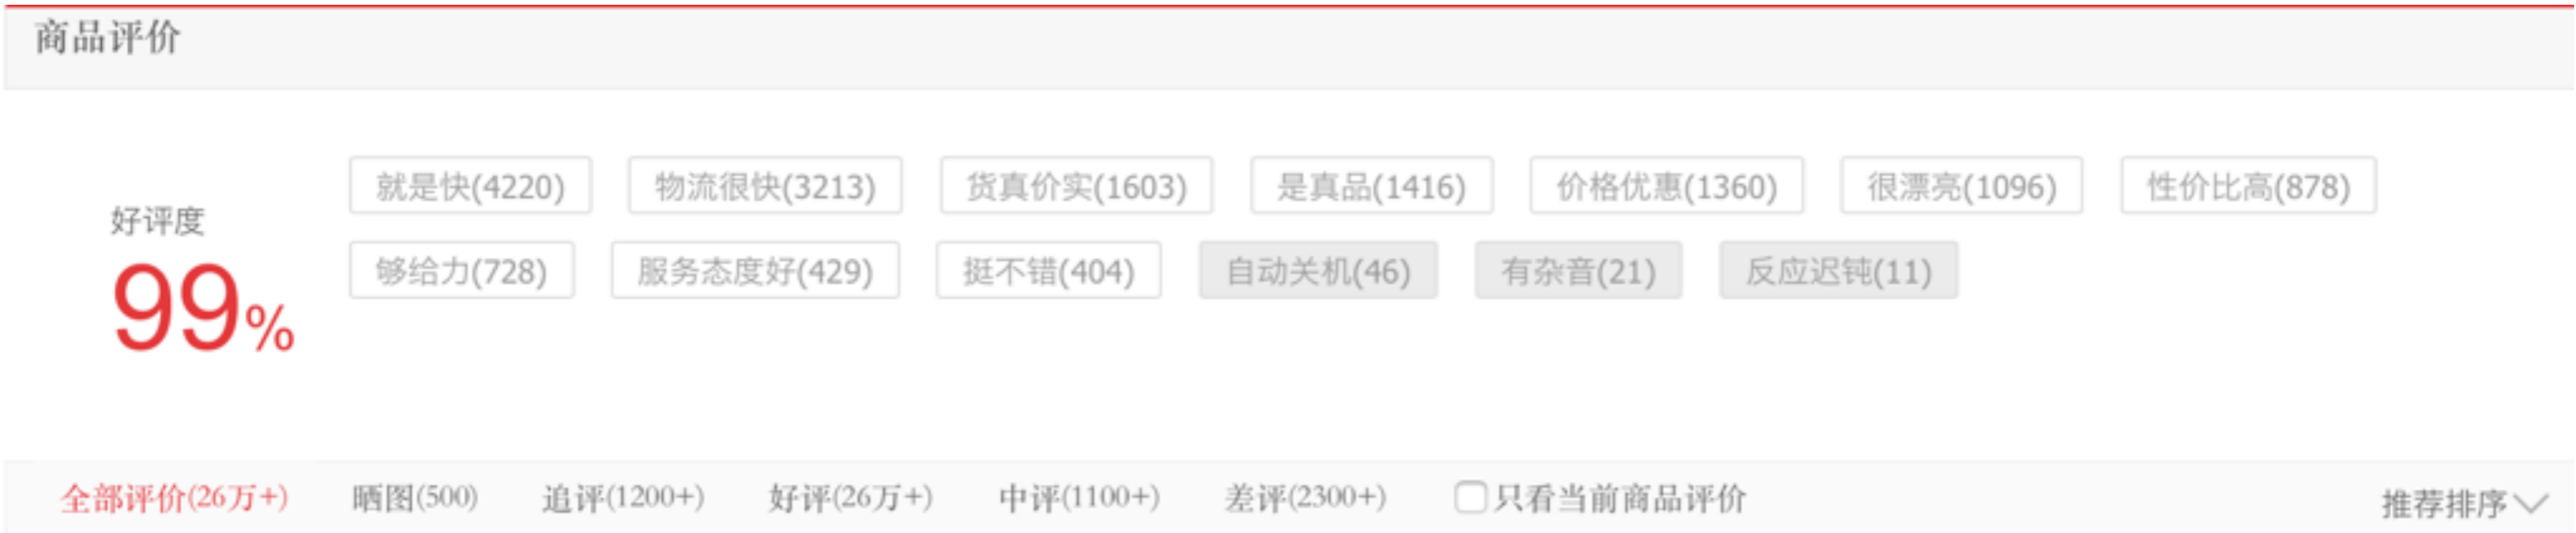 商品评价
好评度
99%
就是快(4220) 物流很快(3213) 货真价实(1603) 是真品(1416) 价格优惠(1360) 很漂亮(1096) 性价比高(878)
够给力(728) 服务态度好(429) 挺不错(404) 自动关机(46) 有杂音(21) 反应迟钝(11)
全部评价(26万+) 晒图(500) 追评(1200+) 好评(26万+) 中评(1100+) 差评(2300+) 只看当前商品评价 推荐排序